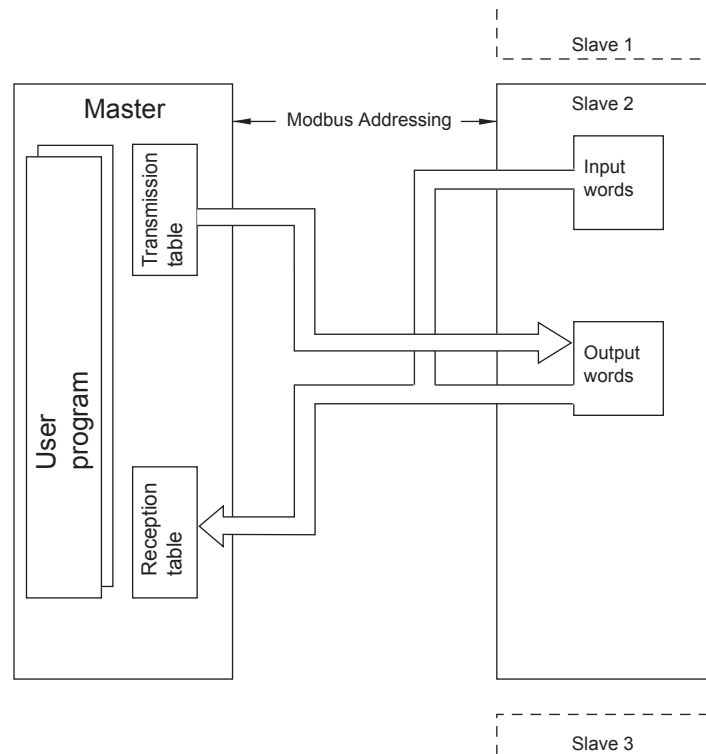 Slave 1
Master
Modbus Addressing
Slave 2
Transmission
table
Input
words
Output
words
User
program
Reception
table
Slave 3